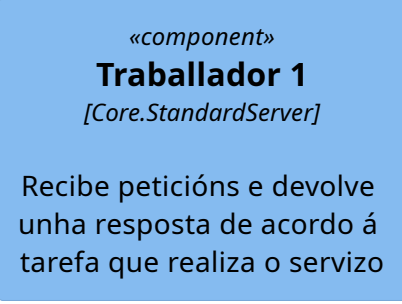 «component»
Traballador 1
[Core.StandardServer]
Recibe peticións e devolve
unha resposta de acordo á
tarefa que realiza o servizo